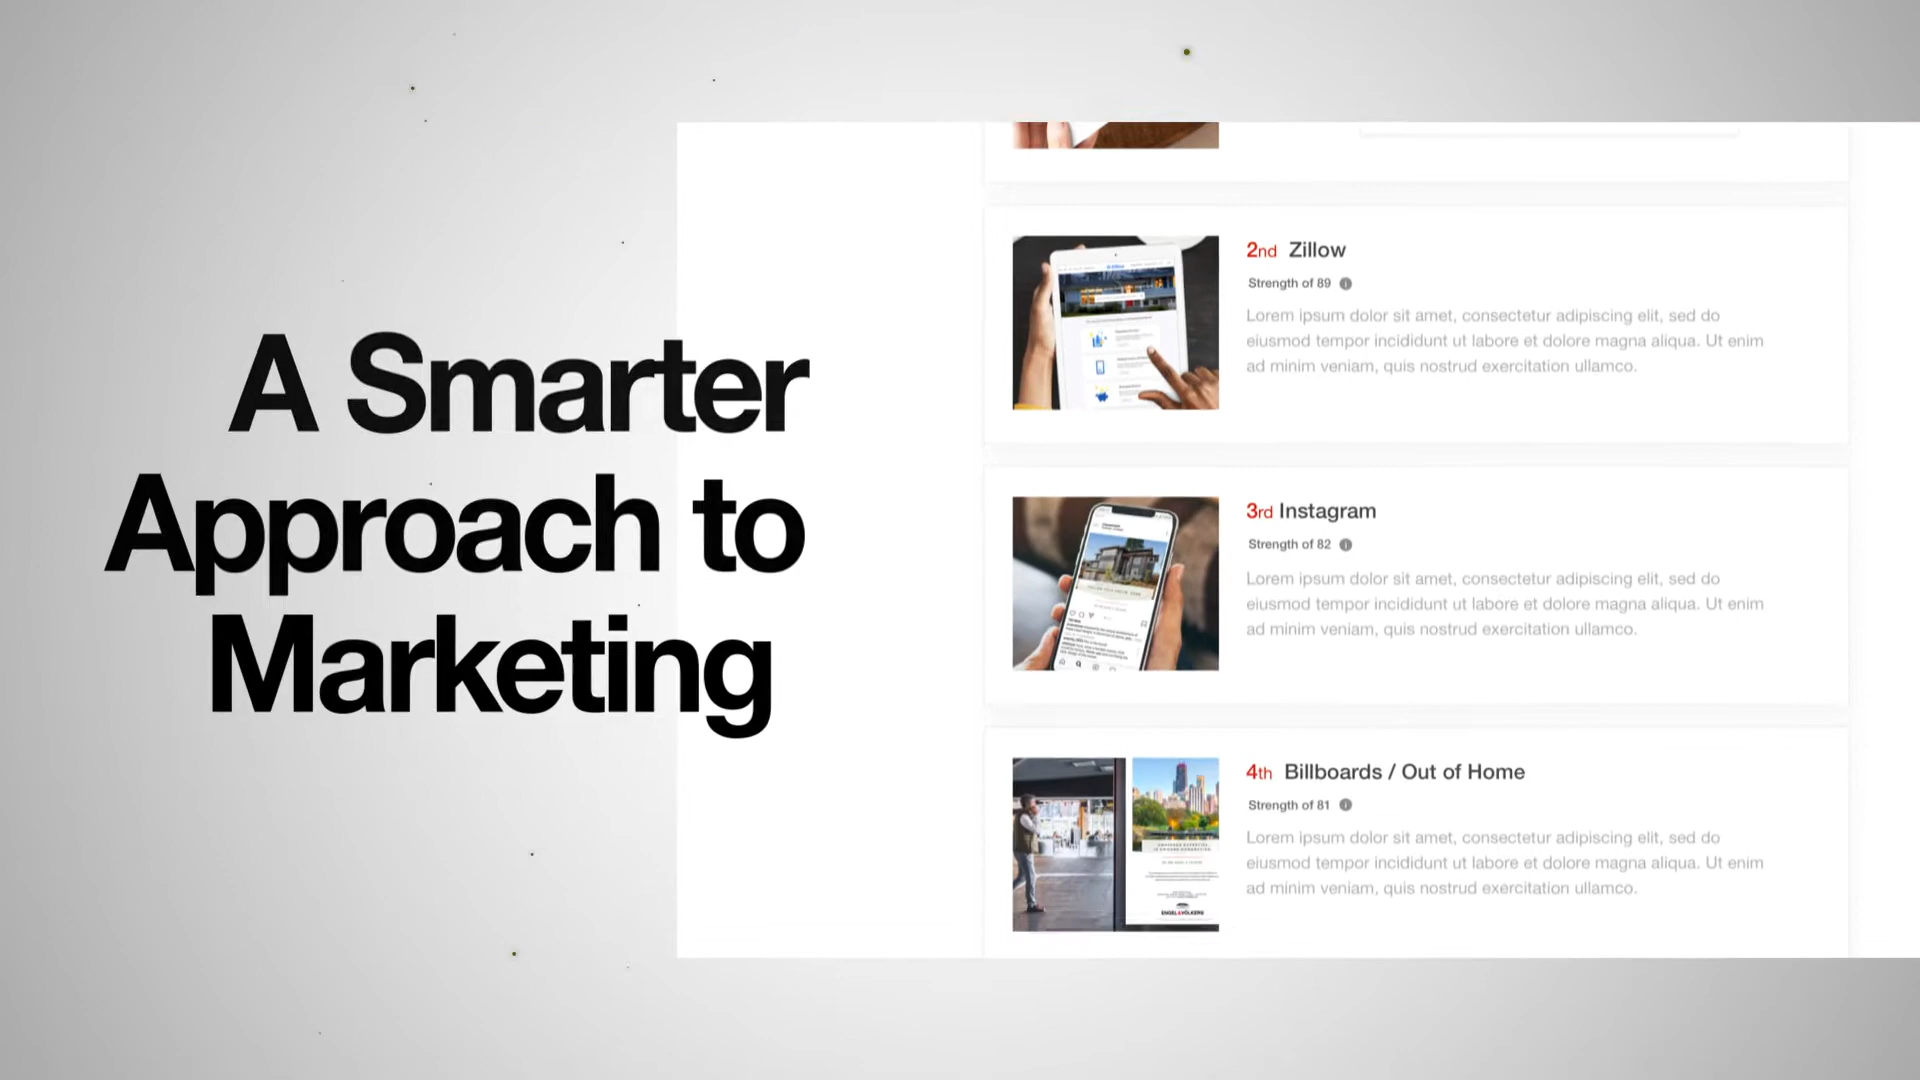 A Smarter
Approach to
Marketing
2nd Zillow
Strength of 89
Lorem ipsum dolor sit amet, consectetur adipiscing elit, sed do
eiusmod tempor incididunt ut labore et dolore magna aliqua. Ut enim
ad minim veniam, quis nostrud exercitation ullamco.
3rd Instagram
Strength of 82
Lorem ipsum dolor sit amet, consectetur adipiscing elit, sed do
eiusmod tempor incididunt ut labore et dolore magna aliqua. Ut enim
ad minim veniam, quis nostrud exercitation ullamco.
4th Billboards / Out of Home
Strength of 81
Lorem ipsum dolor sit amet, consectetur adipiscing elit, sed do
eiusmod tempor incididunt ut labore et dolore magna aliqua. Ut enim
ad minim veniam, quis nostrud exercitation ullamco.
ENGEL&VÖLKERS